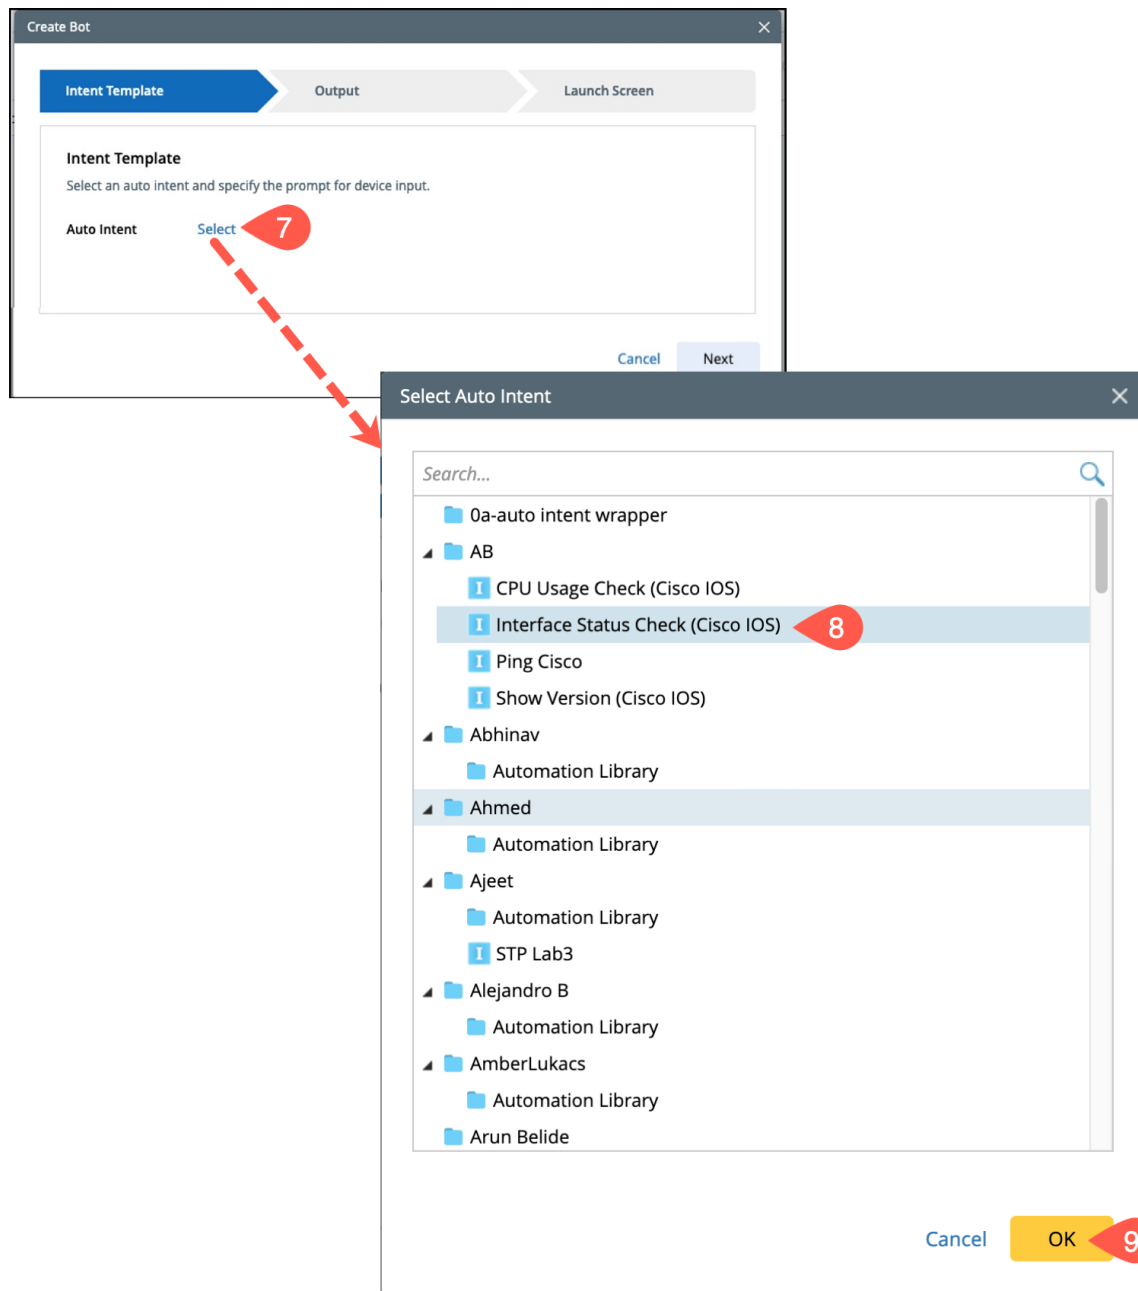 Create Bot
Intent Template
Output
Launch Screen
Intent Template
Select an auto intent and specify the prompt for device input.
Auto Intent Select 7
Cancel Next
Select Auto Intent
Search...
0a-auto intent wrapper
AB
I CPU Usage Check (Cisco IOS)
I Interface Status Check (Cisco IOS) 8
I Ping Cisco
I Show Version (Cisco IOS)
Abhinav
Automation Library
Ahmed
Automation Library
Ajeet
Automation Library
I STP Lab3
Alejandro B
Automation Library
AmberLukacs
Automation Library
Arun Belide
Cancel OK 9